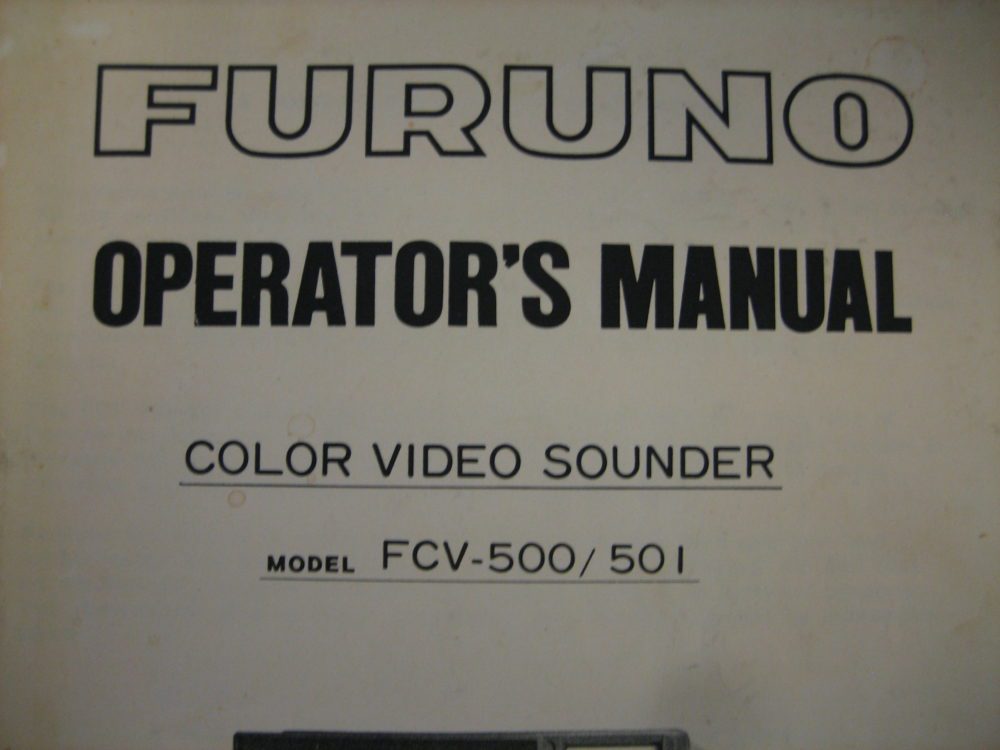 FURUNO
OPERATOR'S MANUAL
COLOR VIDEO SOUNDER
MODEL FCV-500/501